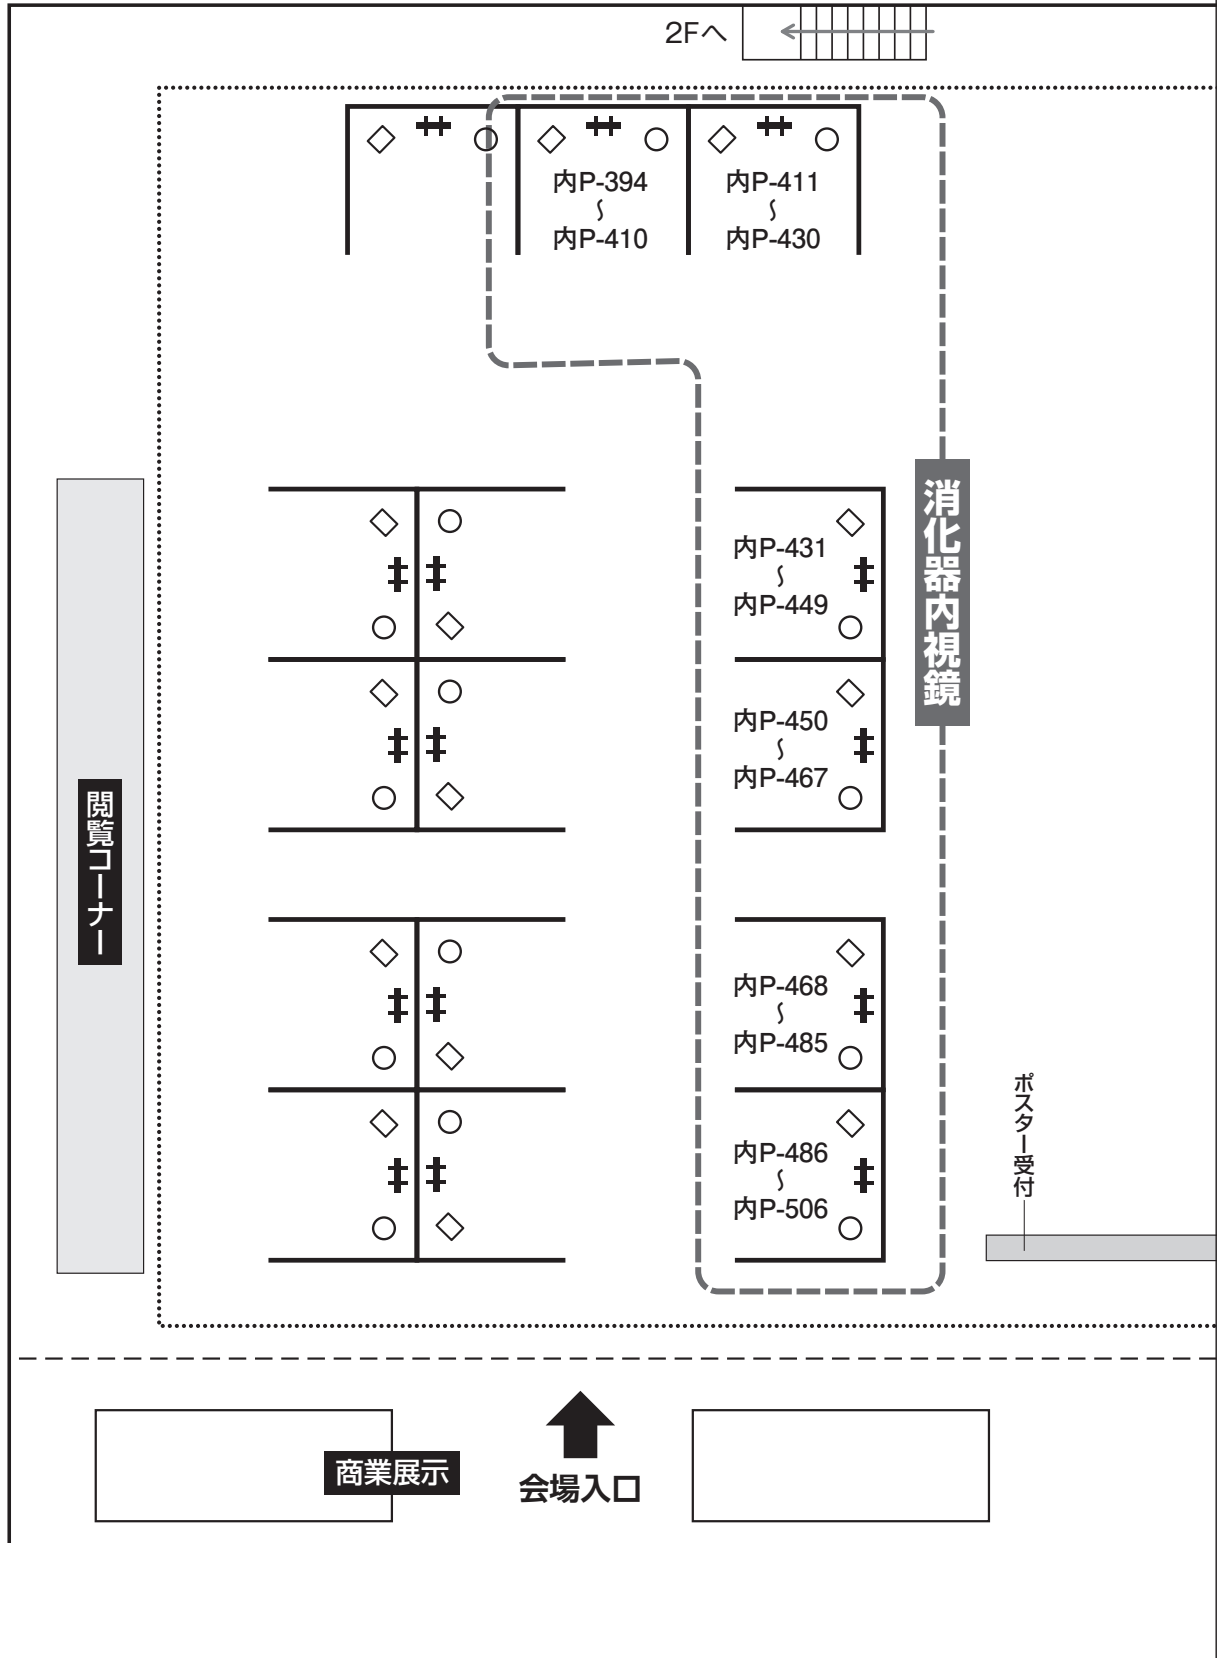 2Fへ
内P-394
〜
内P-410
内P-411
〜
内P-430
消化器内視鏡
内P-431
〜
内P-449
内P-450
〜
内P-467
閲覧コーナー
内P-468
〜
内P-485
ポスター受付
内P-486
〜
内P-506
商業展示
会場入口